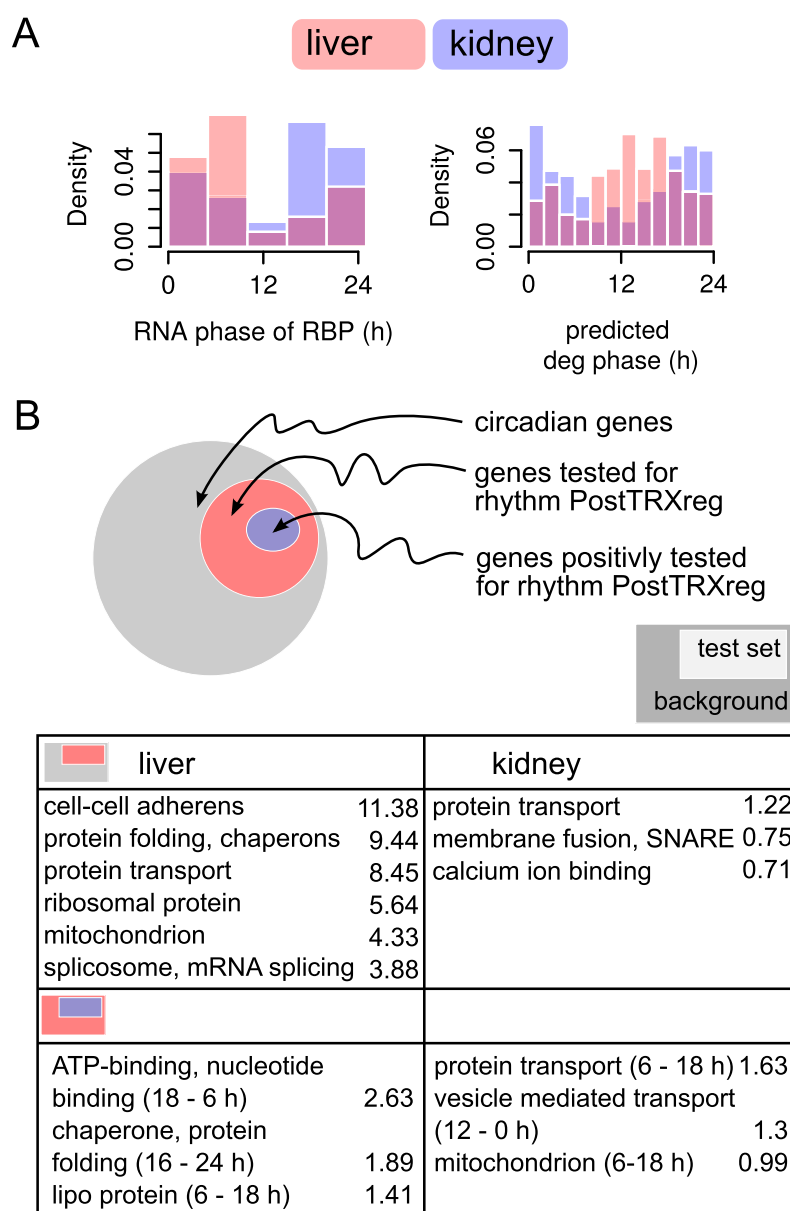 A
liver
kidney
Density
0.00
0.04
0
12
24
RNA phase of RBP (h)
Density
0.00
0.06
0
12
24
predicted
deg phase (h)
B
circadian genes
genes tested for
rhythm PostTRXreg
genes positivly tested
for rhythm PostTRXreg
test set
background
liver
kidney
cell-cell adherens 11.38
protein folding, chaperons 9.44
protein transport 8.45
ribosomal protein 5.64
mitochondrion 4.33
splicosome, mRNA splicing 3.88
protein transport 1.22
membrane fusion, SNARE 0.75
calcium ion binding 0.71
ATP-binding, nucleotide
binding (18 - 6 h) 2.63
chaperone, protein
folding (16 - 24 h) 1.89
lipo protein (6 - 18 h) 1.41
protein transport (6 - 18 h) 1.63
vesicle mediated transport
(12 - 0 h) 1.3
mitochondrion (6-18 h) 0.99